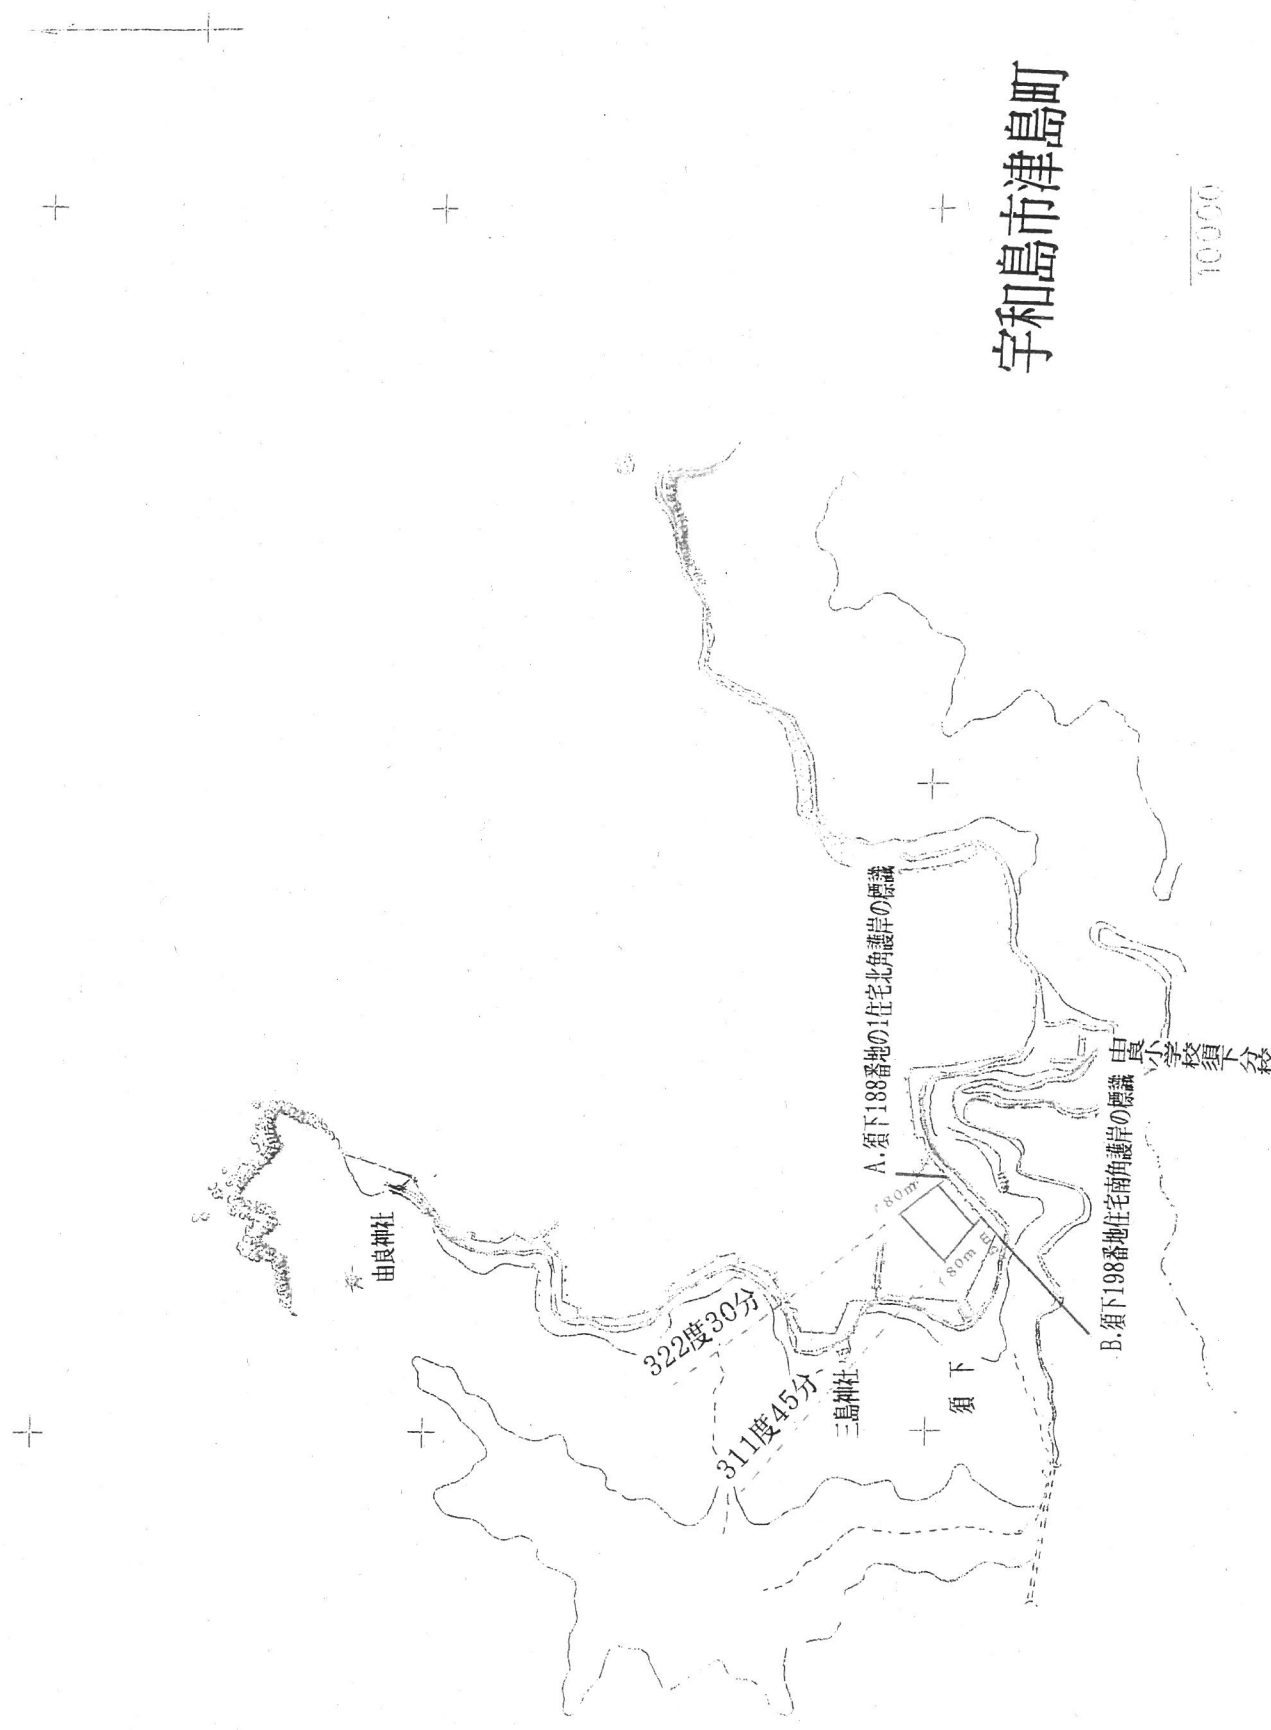 宇和島市津島町
10000
A.須下188番地の1住宅北角護岸の標識
由良小学校須下分校
B.須下198番地住宅南角護岸の標識
由良神社
322度30分
311度45分
三島神社
須下
180m
180m